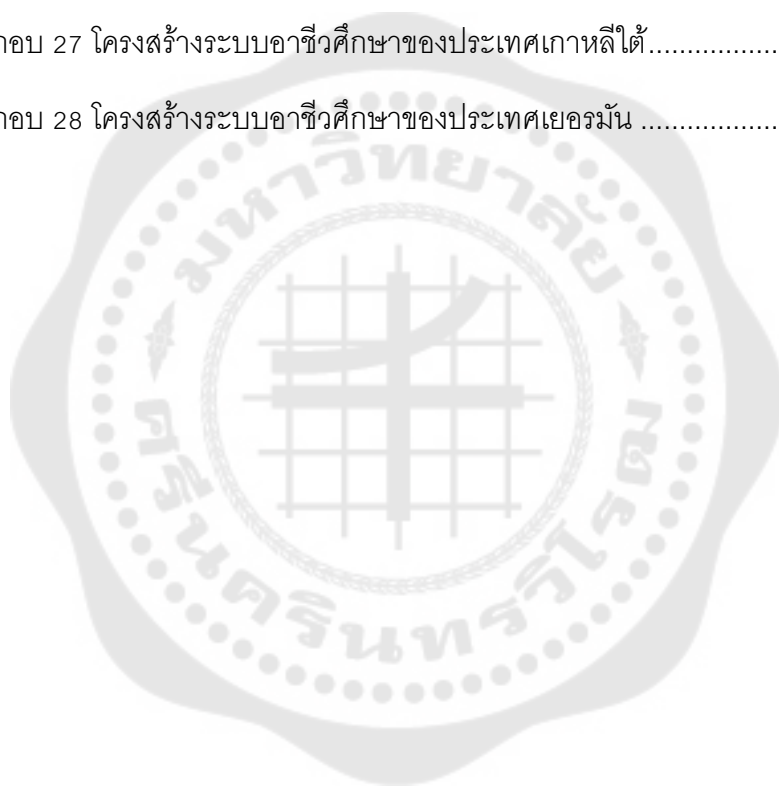 กอบ 27 โครงสร้างระบบอาชีวศึกษาของประเทศเกาหลีใต้.................
กอบ 28 โครงสร้างระบบอาชีวศึกษาของประเทศเยอรมัน ..................
มหาวิทยาลัย
ศรีนครินทรวิโรฒ